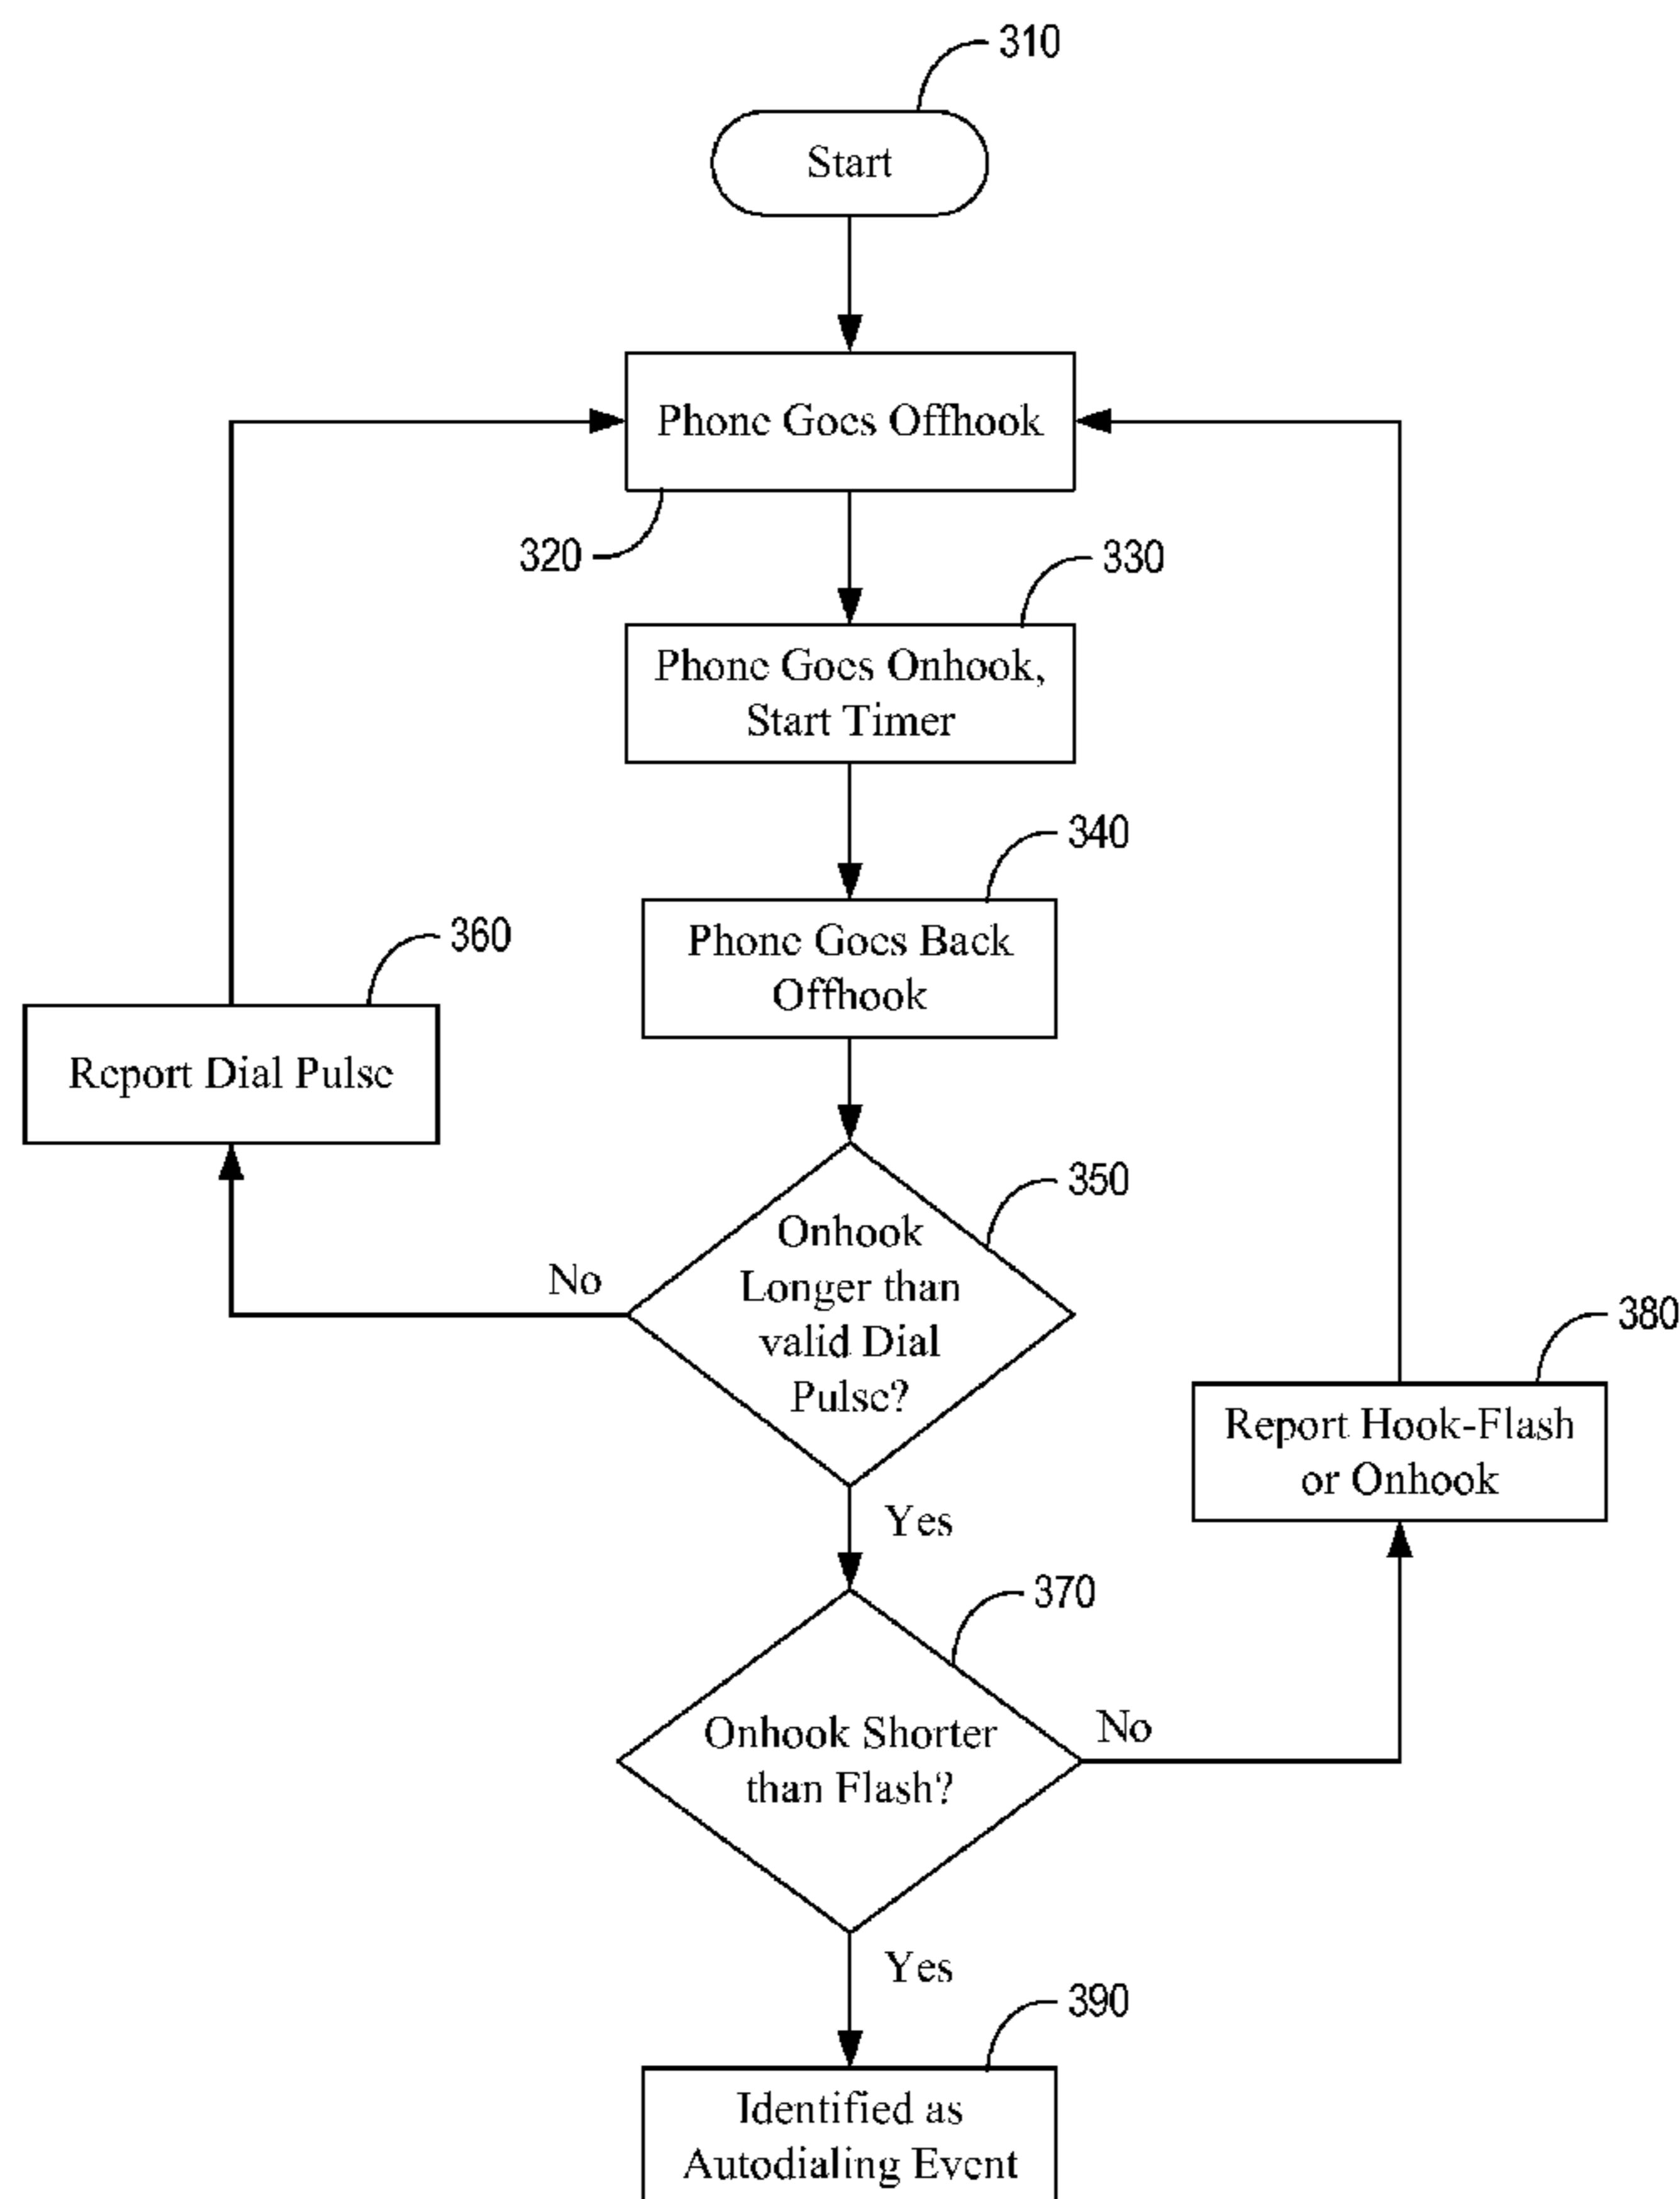 310
Start
Phone Goes Offhook
320
330
Phone Goes Onhook,
Start Timer
340
Phone Goes Back
Offhook
360
Report Dial Pulse
350
Onhook
Longer than
valid Dial
Pulse?
No
Yes
380
Report Hook-Flash
or Onhook
370
Onhook Shorter
than Flash?
No
Yes
390
Identified as
Autodialing Event